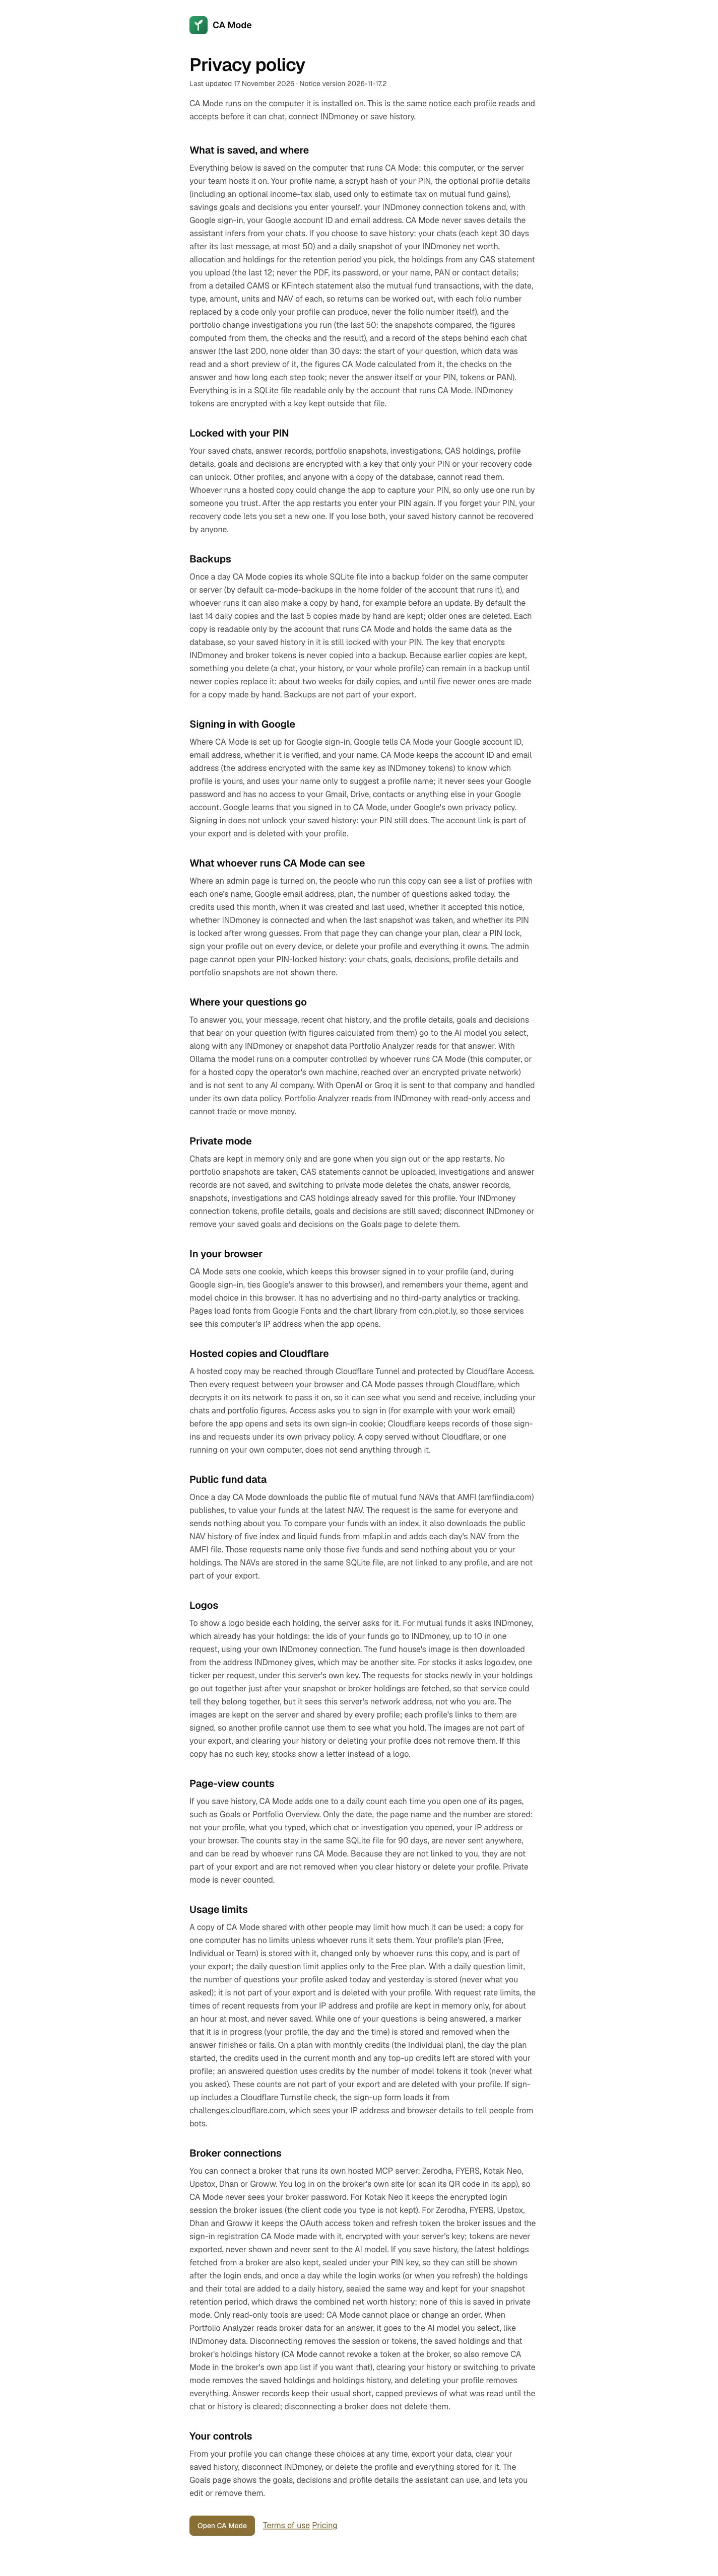 CA Mode
Privacy policy
Last updated 17 November 2026 · Notice version 2026-11-17.2
CA Mode runs on the computer it is installed on. This is the same notice each profile reads and
accepts before it can chat, connect INDmoney or save history.
What is saved, and where
Everything below is saved on the computer that runs CA Mode: this computer, or the server
your team hosts it on. Your profile name, a scrypt hash of your PIN, the optional profile details
(including an optional income-tax slab, used only to estimate tax on mutual fund gains),
savings goals and decisions you enter yourself, your INDmoney connection tokens and, with
Google sign-in, your Google account ID and email address. CA Mode never saves details the
assistant infers from your chats. If you choose to save history: your chats (each kept 30 days
after its last message, at most 50) and a daily snapshot of your INDmoney net worth,
allocation and holdings for the retention period you pick, the holdings from any CAS statement
you upload (the last 12; never the PDF, its password, or your name, PAN or contact details;
from a detailed CAMS or KFintech statement also the mutual fund transactions, with the date,
type, amount, units and NAV of each, so returns can be worked out, with each folio number
replaced by a code only your profile can produce, never the folio number itself), and the
portfolio change investigations you run (the last 50: the snapshots compared, the figures
computed from them, the checks and the result), and a record of the steps behind each chat
answer (the last 200, none older than 30 days: the start of your question, which data was
read and a short preview of it, the figures CA Mode calculated from it, the checks on the
answer and how long each step took; never the answer itself or your PIN, tokens or PAN).
Everything is in a SQLite file readable only by the account that runs CA Mode. INDmoney
tokens are encrypted with a key kept outside that file.
Locked with your PIN
Your saved chats, answer records, portfolio snapshots, investigations, CAS holdings, profile
details, goals and decisions are encrypted with a key that only your PIN or your recovery code
can unlock. Other profiles, and anyone with a copy of the database, cannot read them.
Whoever runs a hosted copy could change the app to capture your PIN, so only use one run by
someone you trust. After the app restarts you enter your PIN again. If you forget your PIN, your
recovery code lets you set a new one. If you lose both, your saved history cannot be recovered
by anyone.
Backups
Once a day CA Mode copies its whole SQLite file into a backup folder on the same computer
or server (by default ca-mode-backups in the home folder of the account that runs it), and
whoever runs it can also make a copy by hand, for example before an update. By default the
last 14 daily copies and the last 5 copies made by hand are kept; older ones are deleted. Each
copy is readable only by the account that runs CA Mode and holds the same data as the
database, so your saved history in it is still locked with your PIN. The key that encrypts
INDmoney and broker tokens is never copied into a backup. Because earlier copies are kept,
something you delete (a chat, your history, or your whole profile) can remain in a backup until
newer copies replace it: about two weeks for daily copies, and until five newer ones are made
for a copy made by hand. Backups are not part of your export.
Signing in with Google
Where CA Mode is set up for Google sign-in, Google tells CA Mode your Google account ID,
email address, whether it is verified, and your name. CA Mode keeps the account ID and email
address (the address encrypted with the same key as INDmoney tokens) to know which
profile is yours, and uses your name only to suggest a profile name; it never sees your Google
password and has no access to your Gmail, Drive, contacts or anything else in your Google
account. Google learns that you signed in to CA Mode, under Google's own privacy policy.
Signing in does not unlock your saved history: your PIN still does. The account link is part of
your export and is deleted with your profile.
What whoever runs CA Mode can see
Where an admin page is turned on, the people who run this copy can see a list of profiles with
each one's name, Google email address, plan, the number of questions asked today, the
credits used this month, when it was created and last used, whether it accepted this notice,
whether INDmoney is connected and when the last snapshot was taken, and whether its PIN
is locked after wrong guesses. From that page they can change your plan, clear a PIN lock,
sign your profile out on every device, or delete your profile and everything it owns. The admin
page cannot open your PIN-locked history: your chats, goals, decisions, profile details and
portfolio snapshots are not shown there.
Where your questions go
To answer you, your message, recent chat history, and the profile details, goals and decisions
that bear on your question (with figures calculated from them) go to the AI model you select,
along with any INDmoney or snapshot data Portfolio Analyzer reads for that answer. With
Ollama the model runs on a computer controlled by whoever runs CA Mode (this computer, or
for a hosted copy the operator's own machine, reached over an encrypted private network)
and is not sent to any AI company. With OpenAI or Groq it is sent to that company and handled
under its own data policy. Portfolio Analyzer reads from INDmoney with read-only access and
cannot trade or move money.
Private mode
Chats are kept in memory only and are gone when you sign out or the app restarts. No
portfolio snapshots are taken, CAS statements cannot be uploaded, investigations and answer
records are not saved, and switching to private mode deletes the chats, answer records,
snapshots, investigations and CAS holdings already saved for this profile. Your INDmoney
connection tokens, profile details, goals and decisions are still saved; disconnect INDmoney or
remove your saved goals and decisions on the Goals page to delete them.
In your browser
CA Mode sets one cookie, which keeps this browser signed in to your profile (and, during
Google sign-in, ties Google's answer to this browser), and remembers your theme, agent and
model choice in this browser. It has no advertising and no third-party analytics or tracking.
Pages load fonts from Google Fonts and the chart library from cdn.plot.ly, so those services
see this computer's IP address when the app opens.
Hosted copies and Cloudflare
A hosted copy may be reached through Cloudflare Tunnel and protected by Cloudflare Access.
Then every request between your browser and CA Mode passes through Cloudflare, which
decrypts it on its network to pass it on, so it can see what you send and receive, including your
chats and portfolio figures. Access asks you to sign in (for example with your work email)
before the app opens and sets its own sign-in cookie; Cloudflare keeps records of those sign-
ins and requests under its own privacy policy. A copy served without Cloudflare, or one
running on your own computer, does not send anything through it.
Public fund data
Once a day CA Mode downloads the public file of mutual fund NAVs that AMFI (amfiindia.com)
publishes, to value your funds at the latest NAV. The request is the same for everyone and
sends nothing about you. To compare your funds with an index, it also downloads the public
NAV history of five index and liquid funds from mfapi.in and adds each day's NAV from the
AMFI file. Those requests name only those five funds and send nothing about you or your
holdings. The NAVs are stored in the same SQLite file, are not linked to any profile, and are not
part of your export.
Logos
To show a logo beside each holding, the server asks for it. For mutual funds it asks INDmoney,
which already has your holdings: the ids of your funds go to INDmoney, up to 10 in one
request, using your own INDmoney connection. The fund house's image is then downloaded
from the address INDmoney gives, which may be another site. For stocks it asks logo.dev, one
ticker per request, under this server's own key. The requests for stocks newly in your holdings
go out together just after your snapshot or broker holdings are fetched, so that service could
tell they belong together, but it sees this server's network address, not who you are. The
images are kept on the server and shared by every profile; each profile's links to them are
signed, so another profile cannot use them to see what you hold. The images are not part of
your export, and clearing your history or deleting your profile does not remove them. If this
copy has no such key, stocks show a letter instead of a logo.
Page-view counts
If you save history, CA Mode adds one to a daily count each time you open one of its pages,
such as Goals or Portfolio Overview. Only the date, the page name and the number are stored:
not your profile, what you typed, which chat or investigation you opened, your IP address or
your browser. The counts stay in the same SQLite file for 90 days, are never sent anywhere,
and can be read by whoever runs CA Mode. Because they are not linked to you, they are not
part of your export and are not removed when you clear history or delete your profile. Private
mode is never counted.
Usage limits
A copy of CA Mode shared with other people may limit how much it can be used; a copy for
one computer has no limits unless whoever runs it sets them. Your profile's plan (Free,
Individual or Team) is stored with it, changed only by whoever runs this copy, and is part of
your export; the daily question limit applies only to the Free plan. With a daily question limit,
the number of questions your profile asked today and yesterday is stored (never what you
asked); it is not part of your export and is deleted with your profile. With request rate limits, the
times of recent requests from your IP address and profile are kept in memory only, for about
an hour at most, and never saved. While one of your questions is being answered, a marker
that it is in progress (your profile, the day and the time) is stored and removed when the
answer finishes or fails. On a plan with monthly credits (the Individual plan), the day the plan
started, the credits used in the current month and any top-up credits left are stored with your
profile; an answered question uses credits by the number of model tokens it took (never what
you asked). These counts are not part of your export and are deleted with your profile. If sign-
up includes a Cloudflare Turnstile check, the sign-up form loads it from
challenges.cloudflare.com, which sees your IP address and browser details to tell people from
bots.
Broker connections
You can connect a broker that runs its own hosted MCP server: Zerodha, FYERS, Kotak Neo,
Upstox, Dhan or Groww. You log in on the broker's own site (or scan its QR code in its app), so
CA Mode never sees your broker password. For Kotak Neo it keeps the encrypted login
session the broker issues (the client code you type is not kept). For Zerodha, FYERS, Upstox,
Dhan and Groww it keeps the OAuth access token and refresh token the broker issues and the
sign-in registration CA Mode made with it, encrypted with your server's key; tokens are never
exported, never shown and never sent to the AI model. If you save history, the latest holdings
fetched from a broker are also kept, sealed under your PIN key, so they can still be shown
after the login ends, and once a day while the login works (or when you refresh) the holdings
and their total are added to a daily history, sealed the same way and kept for your snapshot
retention period, which draws the combined net worth history; none of this is saved in private
mode. Only read-only tools are used: CA Mode cannot place or change an order. When
Portfolio Analyzer reads broker data for an answer, it goes to the AI model you select, like
INDmoney data. Disconnecting removes the session or tokens, the saved holdings and that
broker's holdings history (CA Mode cannot revoke a token at the broker, so also remove CA
Mode in the broker's own app list if you want that), clearing your history or switching to private
mode removes the saved holdings and holdings history, and deleting your profile removes
everything. Answer records keep their usual short, capped previews of what was read until the
chat or history is cleared; disconnecting a broker does not delete them.
Your controls
From your profile you can change these choices at any time, export your data, clear your
saved history, disconnect INDmoney, or delete the profile and everything stored for it. The
Goals page shows the goals, decisions and profile details the assistant can use, and lets you
edit or remove them.
Open CA Mode Terms of use Pricing